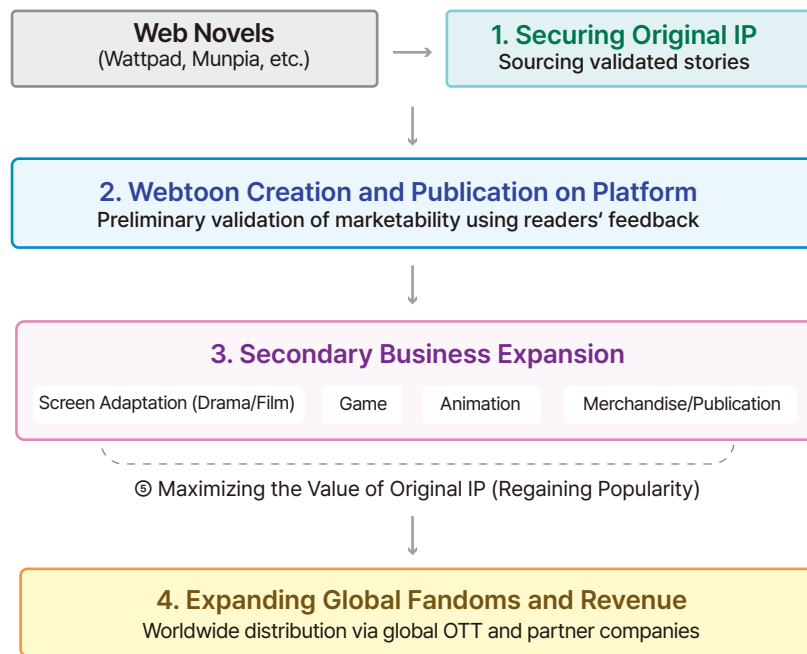 Web Novels
(Wattpad, Munpia, etc.)
1. Securing Original IP
Sourcing validated stories
2. Webtoon Creation and Publication on Platform
Preliminary validation of marketability using readers’ feedback
3. Secondary Business Expansion
Screen Adaptation (Drama/Film)
Game
Animation
Merchandise/Publication
⑤ Maximizing the Value of Original IP (Regaining Popularity)
4. Expanding Global Fandoms and Revenue
Worldwide distribution via global OTT and partner companies